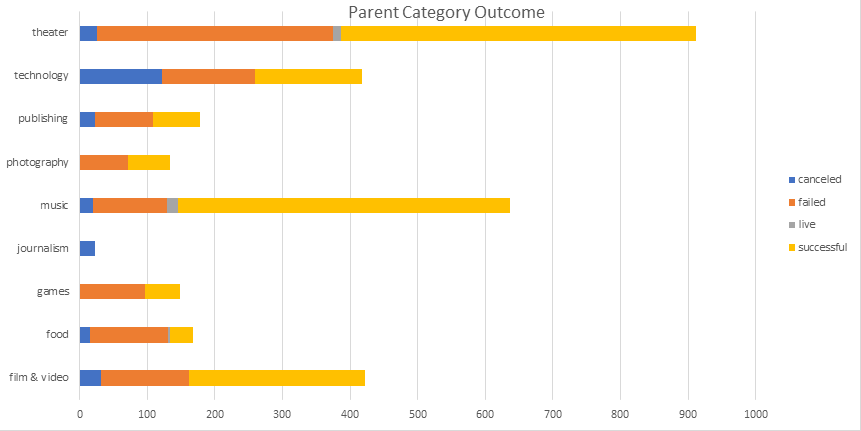 Parent Category Outcome
theater
technology
publishing
photography
music
journalism
games
food
film & video
0 100 200 300 400 500 600 700 800 900 1000
canceled
failed
live
successful